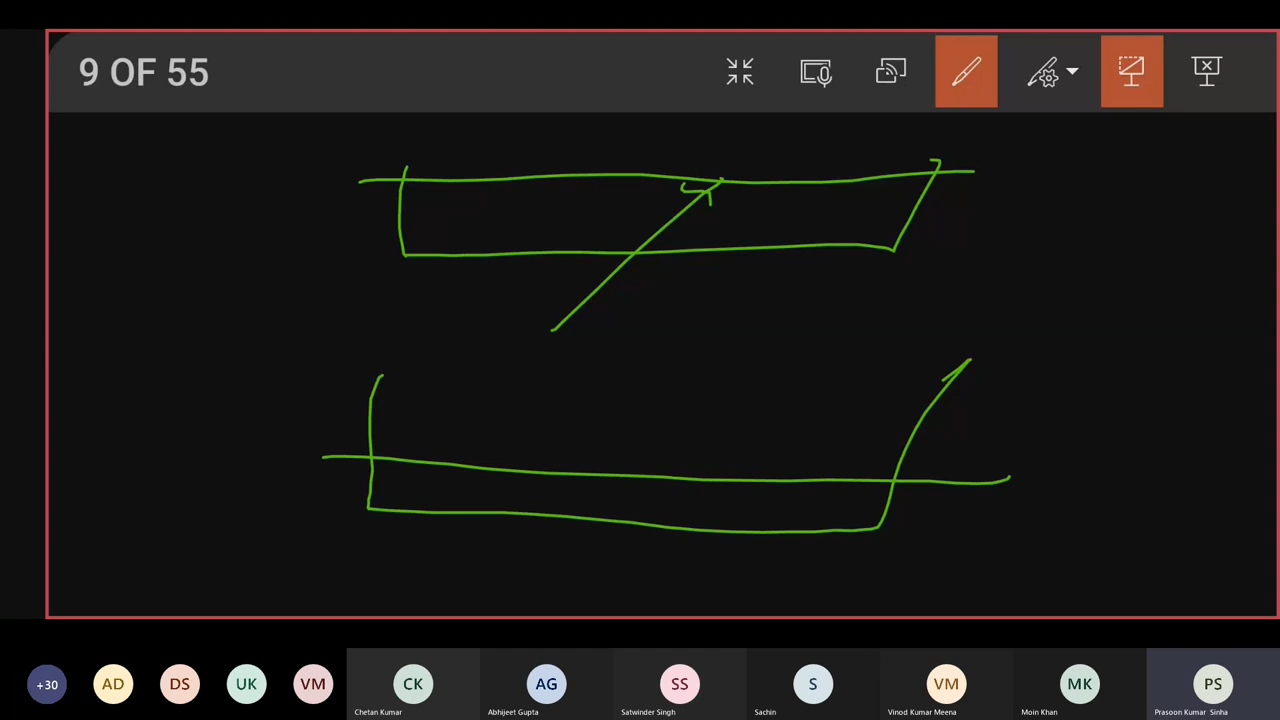 9 OF 55
+30
AD
DS
UK
VM
CK
AG
SS
S
VM
MK
PS
Chetan Kumar
Abhijeet Gupta
Satwinder Singh
Sachin
Vinod Kumar Meena
Moin Khan
Prasoon Kumar Sinha